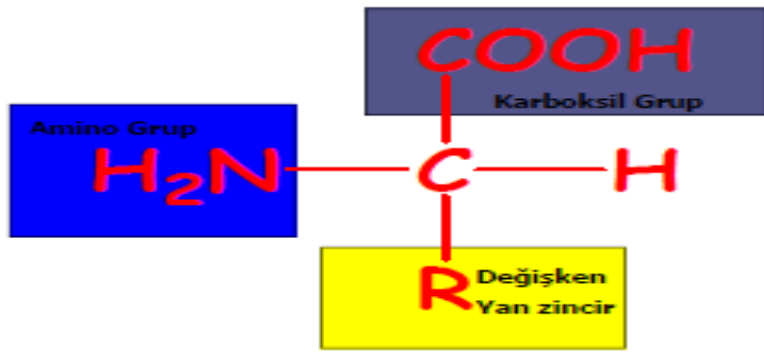 COOH
Karboksil Grup
Amino Grup
H₂N C H
R Değişken
Yan zincir